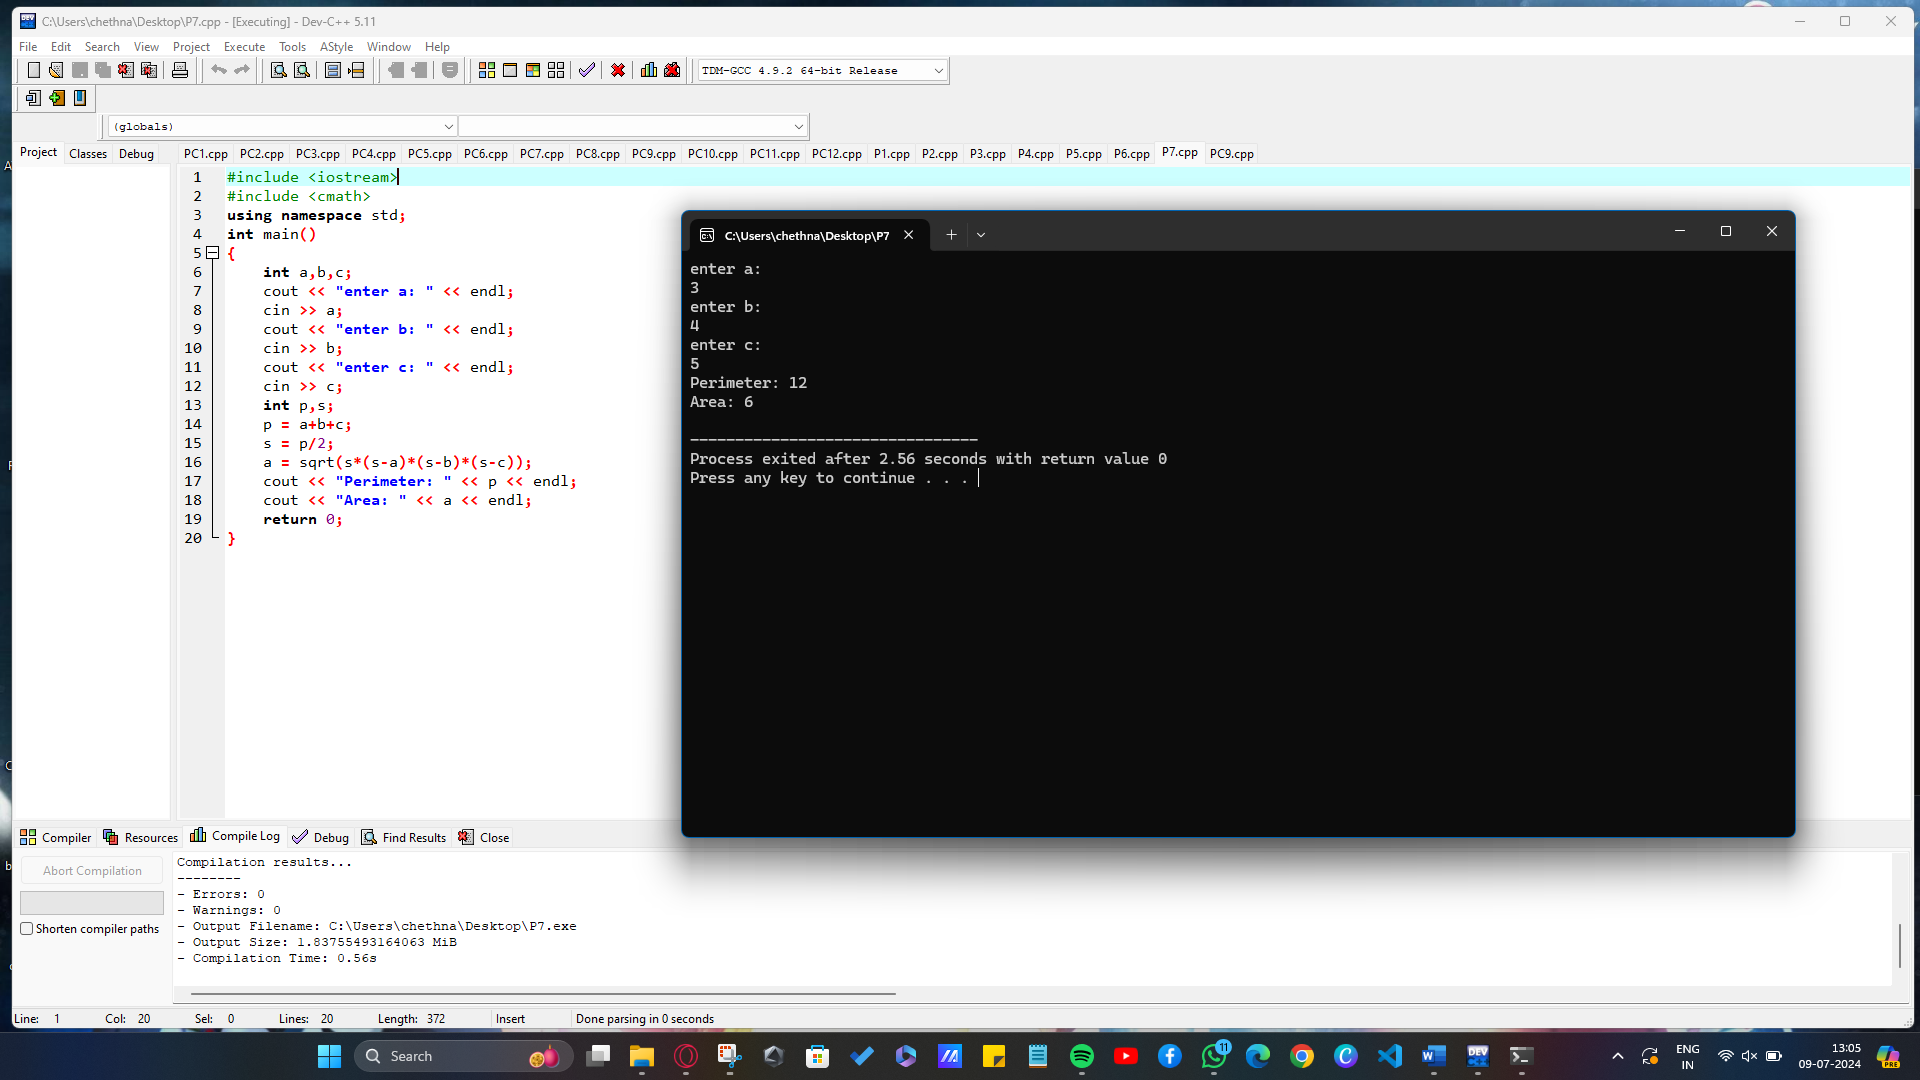 C:\Users\chethna\Desktop\P7.cpp - [Executing] - Dev-C++ 5.11
File Edit Search View Project Execute Tools AStyle Window Help
TDM-GCC 4.9.2 64-bit Release
(globals)
Project Classes Debug PC1.cpp PC2.cpp PC3.cpp PC4.cpp PC5.cpp PC6.cpp PC7.cpp PC8.cpp PC9.cpp PC10.cpp PC11.cpp PC12.cpp P1.cpp P2.cpp P3.cpp P4.cpp P5.cpp P6.cpp P7.cpp PC9.cpp
1 #include <iostream>
2 #include <cmath>
3 using namespace std;
4 int main()
5 {
6 int a,b,c;
7 cout << "enter a: " << endl;
8 cin >> a;
9 cout << "enter b: " << endl;
10 cin >> b;
11 cout << "enter c: " << endl;
12 cin >> c;
13 int p,s;
14 p = a+b+c;
15 s = p/2;
16 a = sqrt(s*(s-a)*(s-b)*(s-c));
17 cout << "Perimeter: " << p << endl;
18 cout << "Area: " << a << endl;
19 return 0;
20 }
C:\Users\chethna\Desktop\P7
enter a:
3
enter b:
4
enter c:
5
Perimeter: 12
Area: 6
--------------------------------
Process exited after 2.56 seconds with return value 0
Press any key to continue . . .
Compiler Resources Compile Log Debug Find Results Close
Abort Compilation
Shorten compiler paths
Compilation results...
--------
- Errors: 0
- Warnings: 0
- Output Filename: C:\Users\chethna\Desktop\P7.exe
- Output Size: 1.83755493164063 MiB
- Compilation Time: 0.56s
Line: 1 Col: 20 Sel: 0 Lines: 20 Length: 372 Insert Done parsing in 0 seconds
Search
DEV
11
ENG
IN
13:05
09-07-2024
PRE